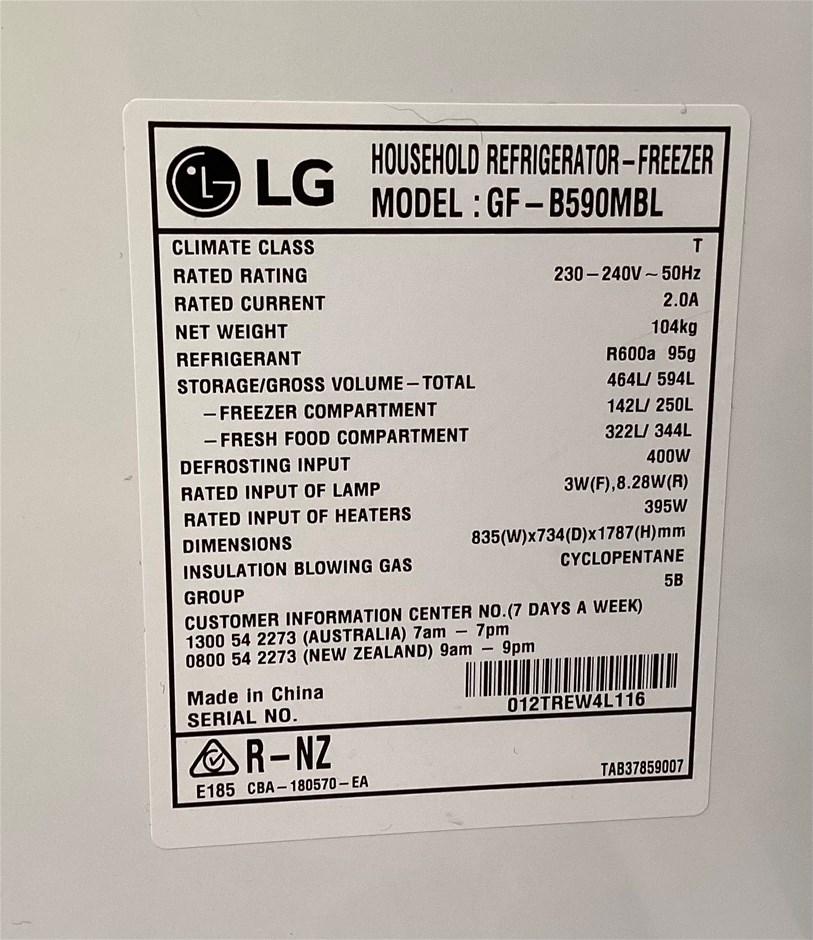 LG HOUSEHOLD REFRIGERATOR-FREEZER
MODEL : GF-B590MBL
CLIMATE CLASS T
RATED RATING 230-240V~50Hz
RATED CURRENT 2.0A
NET WEIGHT 104kg
REFRIGERANT R600a 95g
STORAGE/GROSS VOLUME-TOTAL 464L/ 594L
-FREEZER COMPARTMENT 142L/ 250L
-FRESH FOOD COMPARTMENT 322L/ 344L
DEFROSTING INPUT 400W
RATED INPUT OF LAMP 3W(F),8.28W(R)
RATED INPUT OF HEATERS 395W
DIMENSIONS 835(W)x734(D)x1787(H)mm
INSULATION BLOWING GAS CYCLOPENTANE
GROUP 5B
CUSTOMER INFORMATION CENTER NO.(7 DAYS A WEEK)
1300 54 2273 (AUSTRALIA) 7am - 7pm
0800 54 2273 (NEW ZEALAND) 9am - 9pm
Made in China
SERIAL NO. 012TREW4L116
R-NZ
E185 CBA-180570-EA TAB37859007